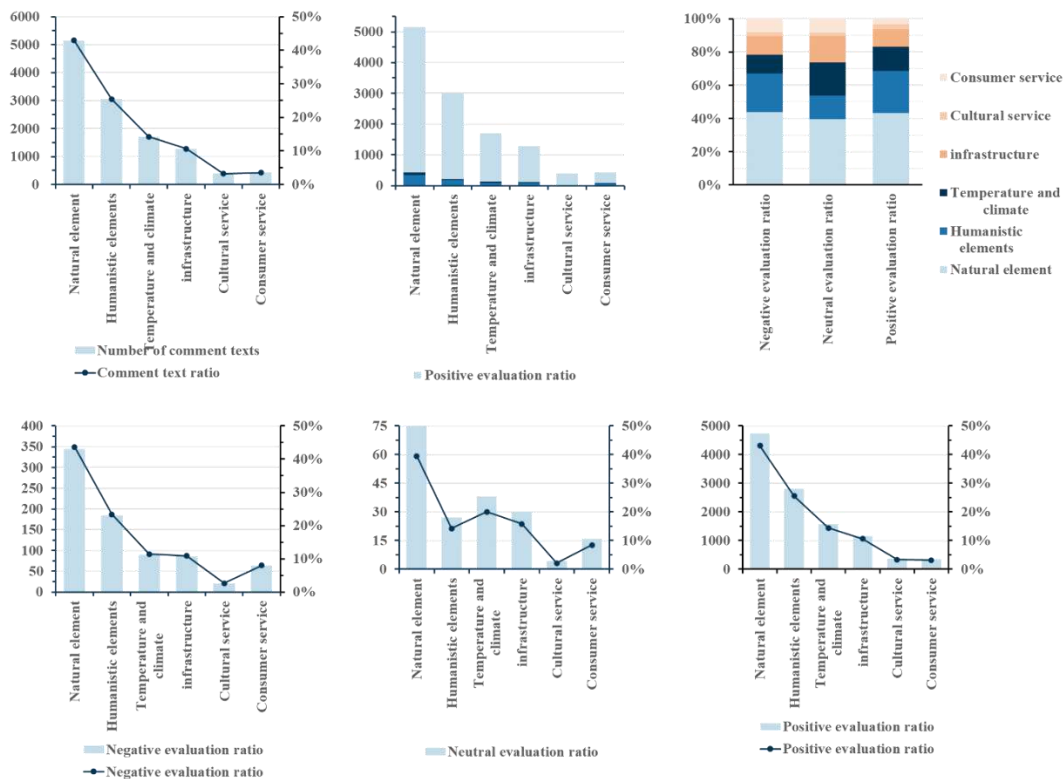 6000
5000
4000
3000
2000
1000
0
50%
40%
30%
20%
10%
0%
Natural element
Humanistic elements
Temperature and climate
infrastructure
Cultural service
Consumer service
Number of comment texts
Comment text ratio
5000
4000
3000
2000
1000
0
Natural element
Humanistic elements
Temperature and climate
infrastructure
Cultural service
Consumer service
Positive evaluation ratio
100%
80%
60%
40%
20%
0%
Negative evaluation ratio
Neutral evaluation ratio
Positive evaluation ratio
Consumer service
Cultural service
infrastructure
Temperature and
climate
Humanistic
elements
Natural element
400
350
300
250
200
150
100
50
0
50%
40%
30%
20%
10%
0%
Natural element
Humanistic elements
Temperature and
climate
infrastructure
Cultural service
Consumer service
Negative evaluation ratio
Negative evaluation ratio
75
60
45
30
15
0
50%
40%
30%
20%
10%
0%
Natural element
Humanistic elements
Temperature and
climate
infrastructure
Cultural service
Consumer service
Neutral evaluation ratio
5000
4000
3000
2000
1000
0
50%
40%
30%
20%
10%
0%
Natural element
Humanistic elements
Temperature and
climate
infrastructure
Cultural service
Consumer service
Positive evaluation ratio
Positive evaluation ratio